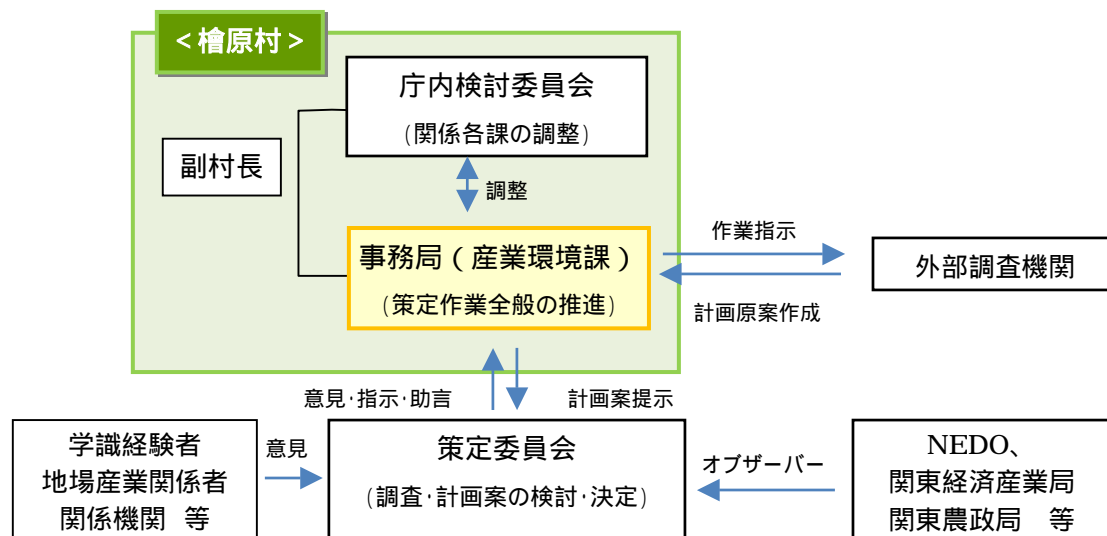 <檜原村>
庁内検討委員会
(関係各課の調整)
副村長
調整
事務局(産業環境課)
(策定作業全般の推進)
作業指示
外部調査機関
計画原案作成
意見・指示・助言
計画案提示
学識経験者
地場産業関係者
関係機関 等
意見
策定委員会
(調査・計画案の検討・決定)
オブザーバー
NEDO、
関東経済産業局
関東農政局 等